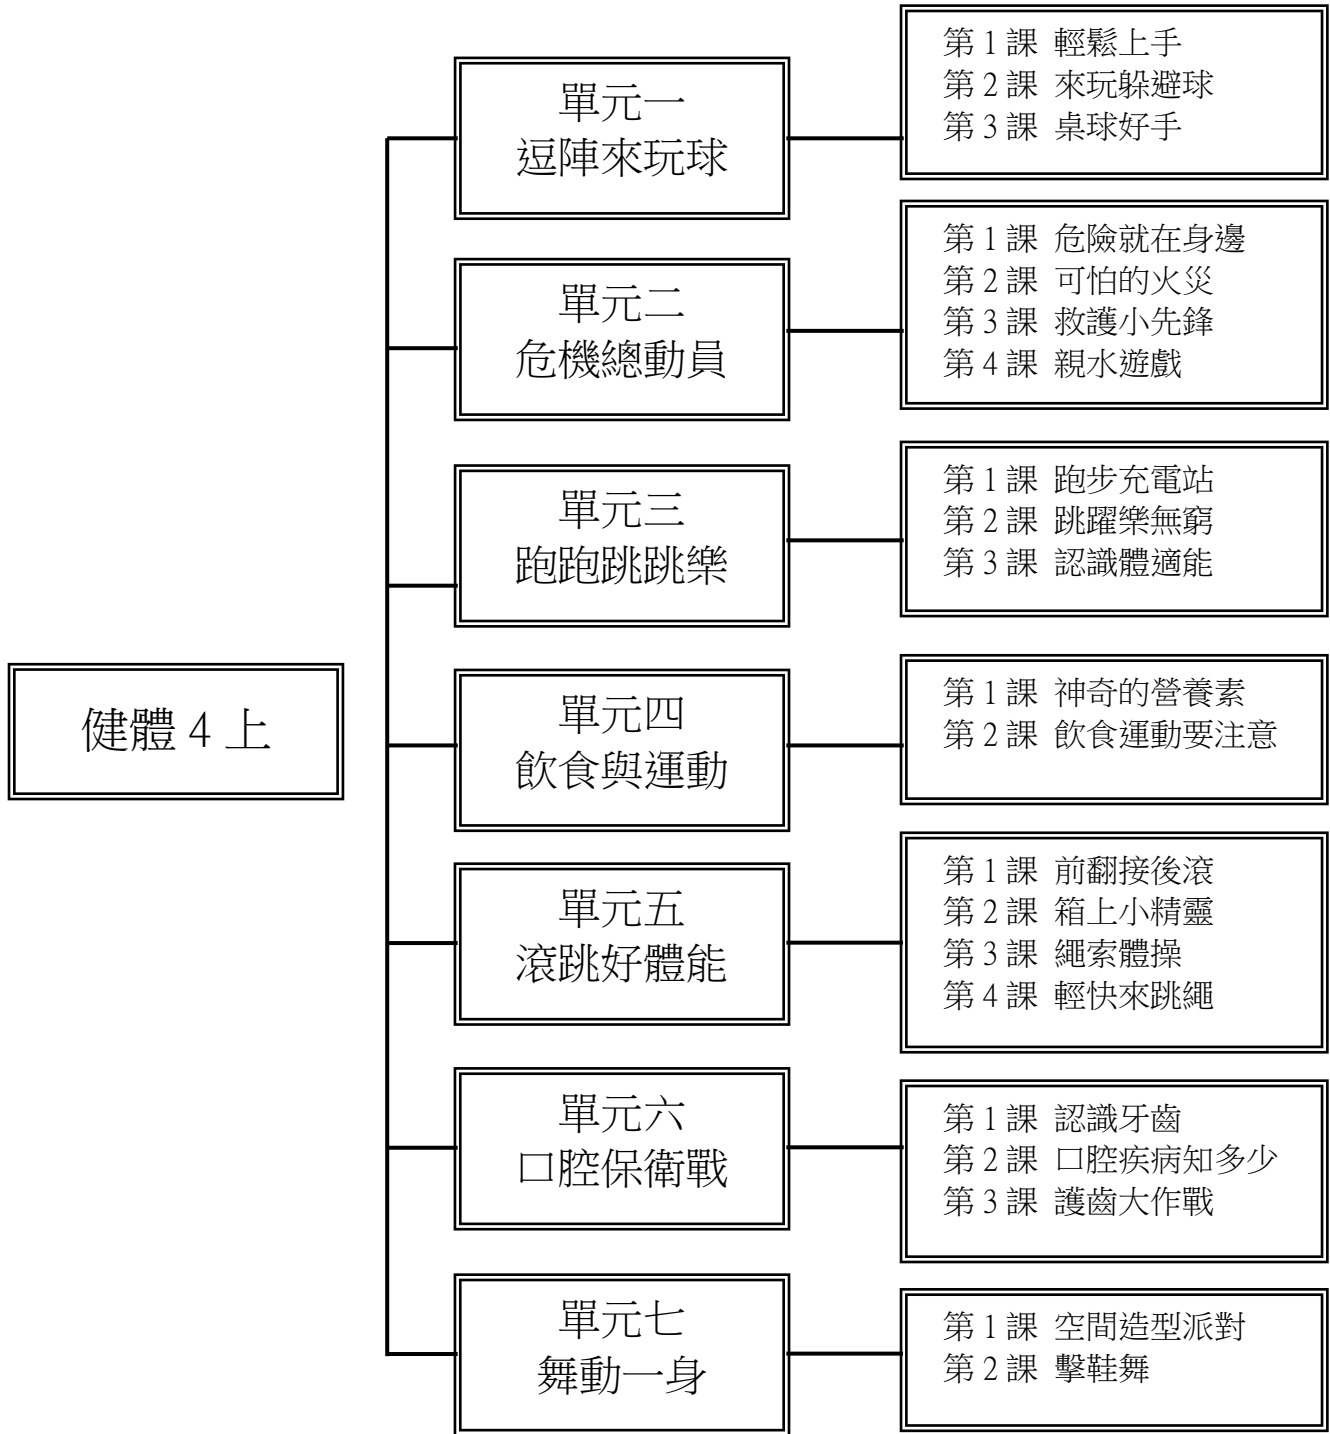 健體4上
單元一
逗陣來玩球
第1課 輕鬆上手
第2課 來玩躲避球
第3課 桌球好手
單元二
危機總動員
第1課 危險就在身邊
第2課 可怕的火災
第3課 救護小先鋒
第4課 親水遊戲
單元三
跑跑跳跳樂
第1課 跑步充電站
第2課 跳躍樂無窮
第3課 認識體適能
單元四
飲食與運動
第1課 神奇的營養素
第2課 飲食運動要注意
單元五
滾跳好體能
第1課 前翻接後滾
第2課 箱上小精靈
第3課 繩索體操
第4課 輕快來跳繩
單元六
口腔保衛戰
第1課 認識牙齒
第2課 口腔疾病知多少
第3課 護齒大作戰
單元七
舞動一身
第1課 空間造型派對
第2課 擊鞋舞